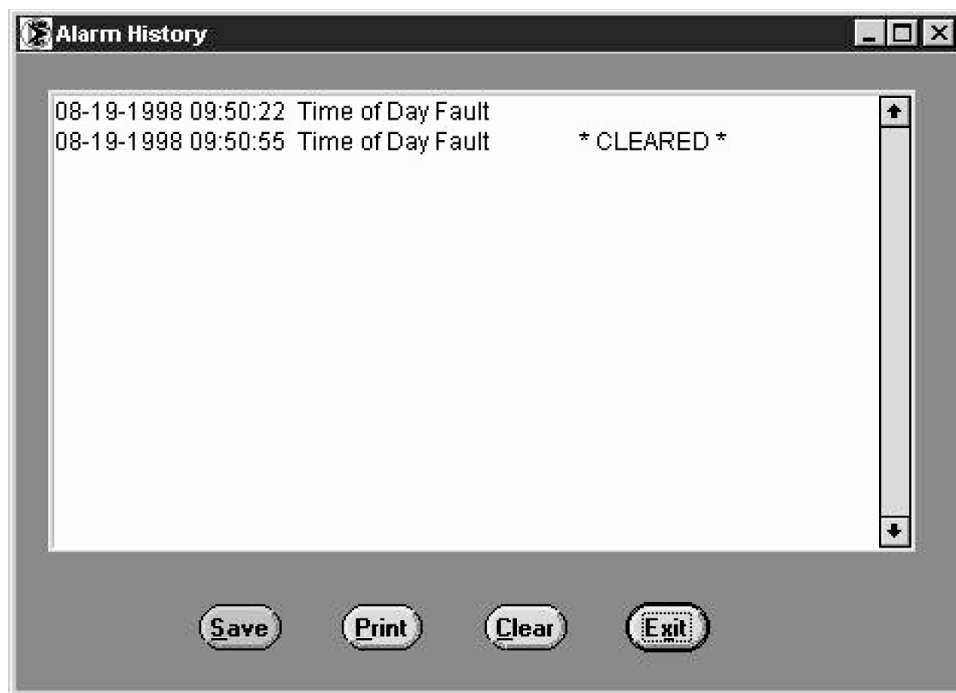 Alarm History
08-19-1998 09:50:22 Time of Day Fault
08-19-1998 09:50:55 Time of Day Fault * CLEARED *
Save Print Clear Exit